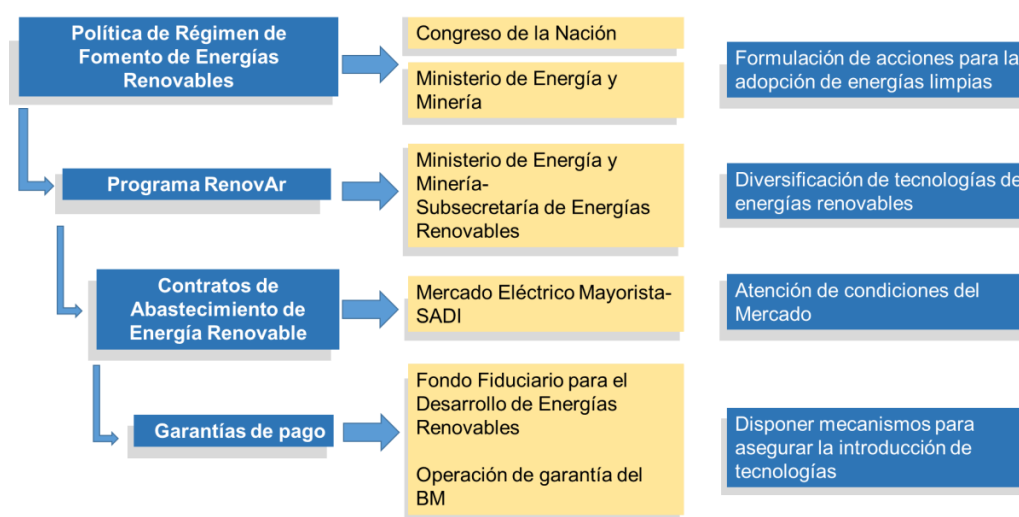 Política de Régimen de
Fomento de Energías
Renovables
Congreso de la Nación
Ministerio de Energía y
Minería
Formulación de acciones para la
adopción de energías limpias
Programa RenovAr
Ministerio de Energía y
Minería-
Subsecretaría de Energías
Renovables
Diversificación de tecnologías de
energías renovables
Contratos de
Abastecimiento de
Energía Renovable
Mercado Eléctrico Mayorista-
SADI
Atención de condiciones del
Mercado
Garantías de pago
Fondo Fiduciario para el
Desarrollo de Energías
Renovables
Operación de garantía del
BM
Disponer mecanismos para
asegurar la introducción de
tecnologías